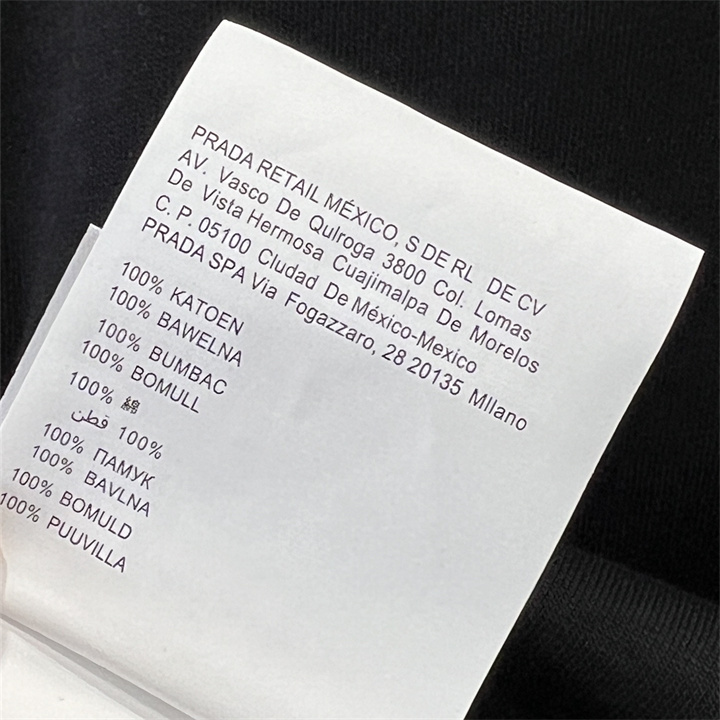 PRADA RETAIL MÉXICO, S DE RL DE CV
AV. Vasco De QuIroga 3800 Col. Lomas
De Vista Hermosa Cuajimalpa De Morelos
C. P. 05100 CIudad De México-Mexico
PRADA SPA Via Fogazzaro, 28 20135 MIlano
100% KATOEN
100% BAWELNA
100% BUMBAC
100% BOMULL
100% 綿
100% قطن
100% ПАМУК
100% BAVLNA
100% BOMULD
100% PUUVILLA